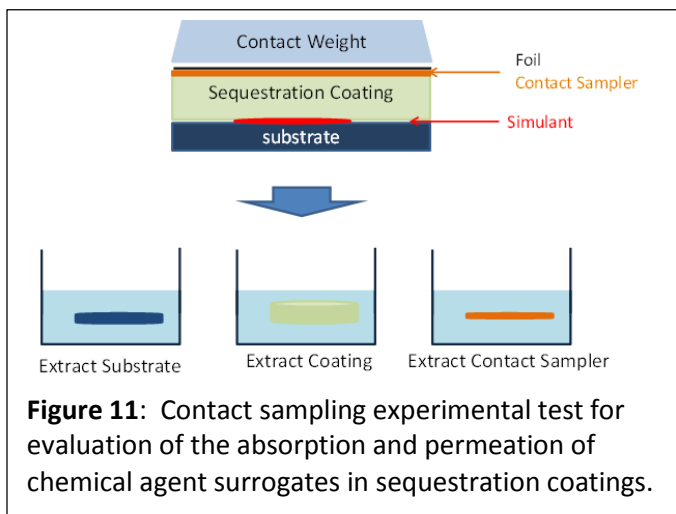 Contact Weight
Foil
Contact Sampler
Sequestration Coating
Simulant
substrate
Extract Substrate
Extract Coating
Extract Contact Sampler
Figure 11: Contact sampling experimental test for
evaluation of the absorption and permeation of
chemical agent surrogates in sequestration coatings.